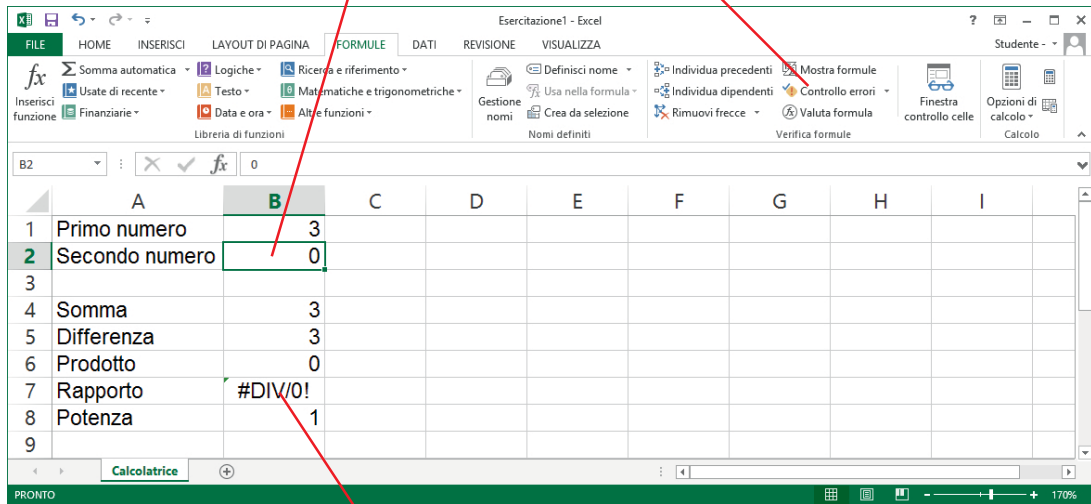 Esercitazione1 - Excel
FILE HOME INSERISCI LAYOUT DI PAGINA FORMULE DATI REVISIONE VISUALIZZA Studente -
fx Inserisci funzione
Σ Somma automatica
Usate di recente
Finanziarie
Logiche
Testo
Data e ora
Ricerca e riferimento
Matematiche e trigonometriche
Altre funzioni
Libreria di funzioni
Gestione nomi
Definisci nome
Usa nella formula
Crea da selezione
Nomi definiti
Individua precedenti
Individua dipendenti
Rimuovi frecce
Mostra formule
Controllo errori
Valuta formula
Verifica formule
Finestra controllo celle
Opzioni di calcolo
Calcolo
B2 fx 0
A B C D E F G H I
1 Primo numero 3
2 Secondo numero 0
3
4 Somma 3
5 Differenza 3
6 Prodotto 0
7 Rapporto #DIV/0!
8 Potenza 1
9
Calcolatrice
PRONTO 170%